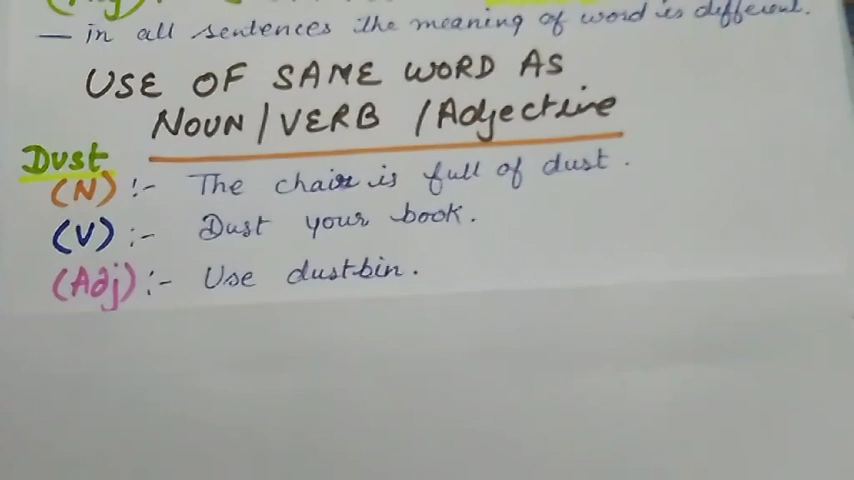 — in all sentences the meaning of word is different.
USE OF SAME WORD AS
NOUN / VERB / Adjective
Dust
(N) :- The chair is full of dust.
(V) :- Dust your book.
(Adj) :- Use dustbin.